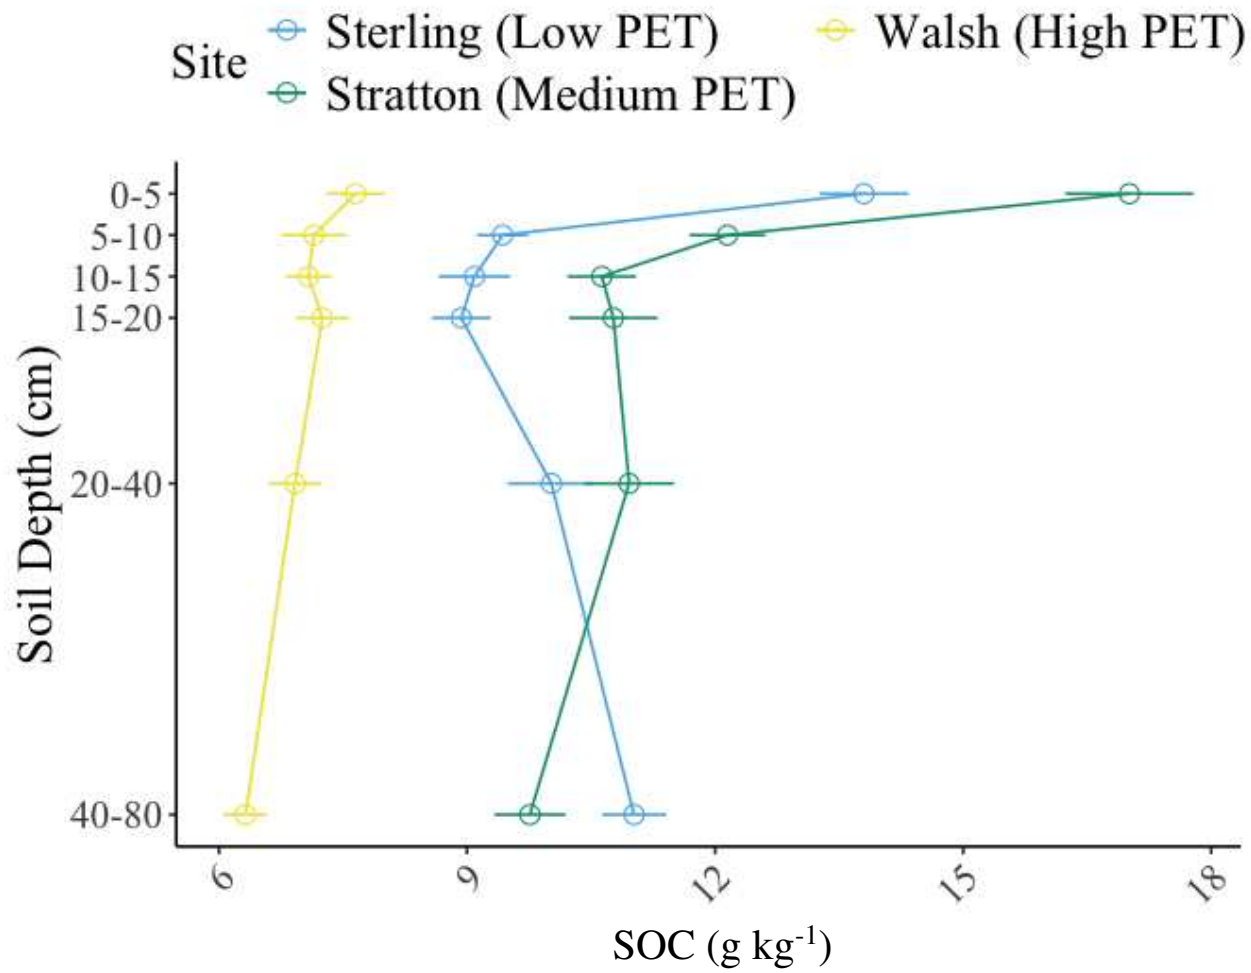 Site
Sterling (Low PET)
Walsh (High PET)
Stratton (Medium PET)
Soil Depth (cm)
0-5
5-10
10-15
15-20
20-40
40-80
6
9
12
15
18
SOC (g kg⁻¹)